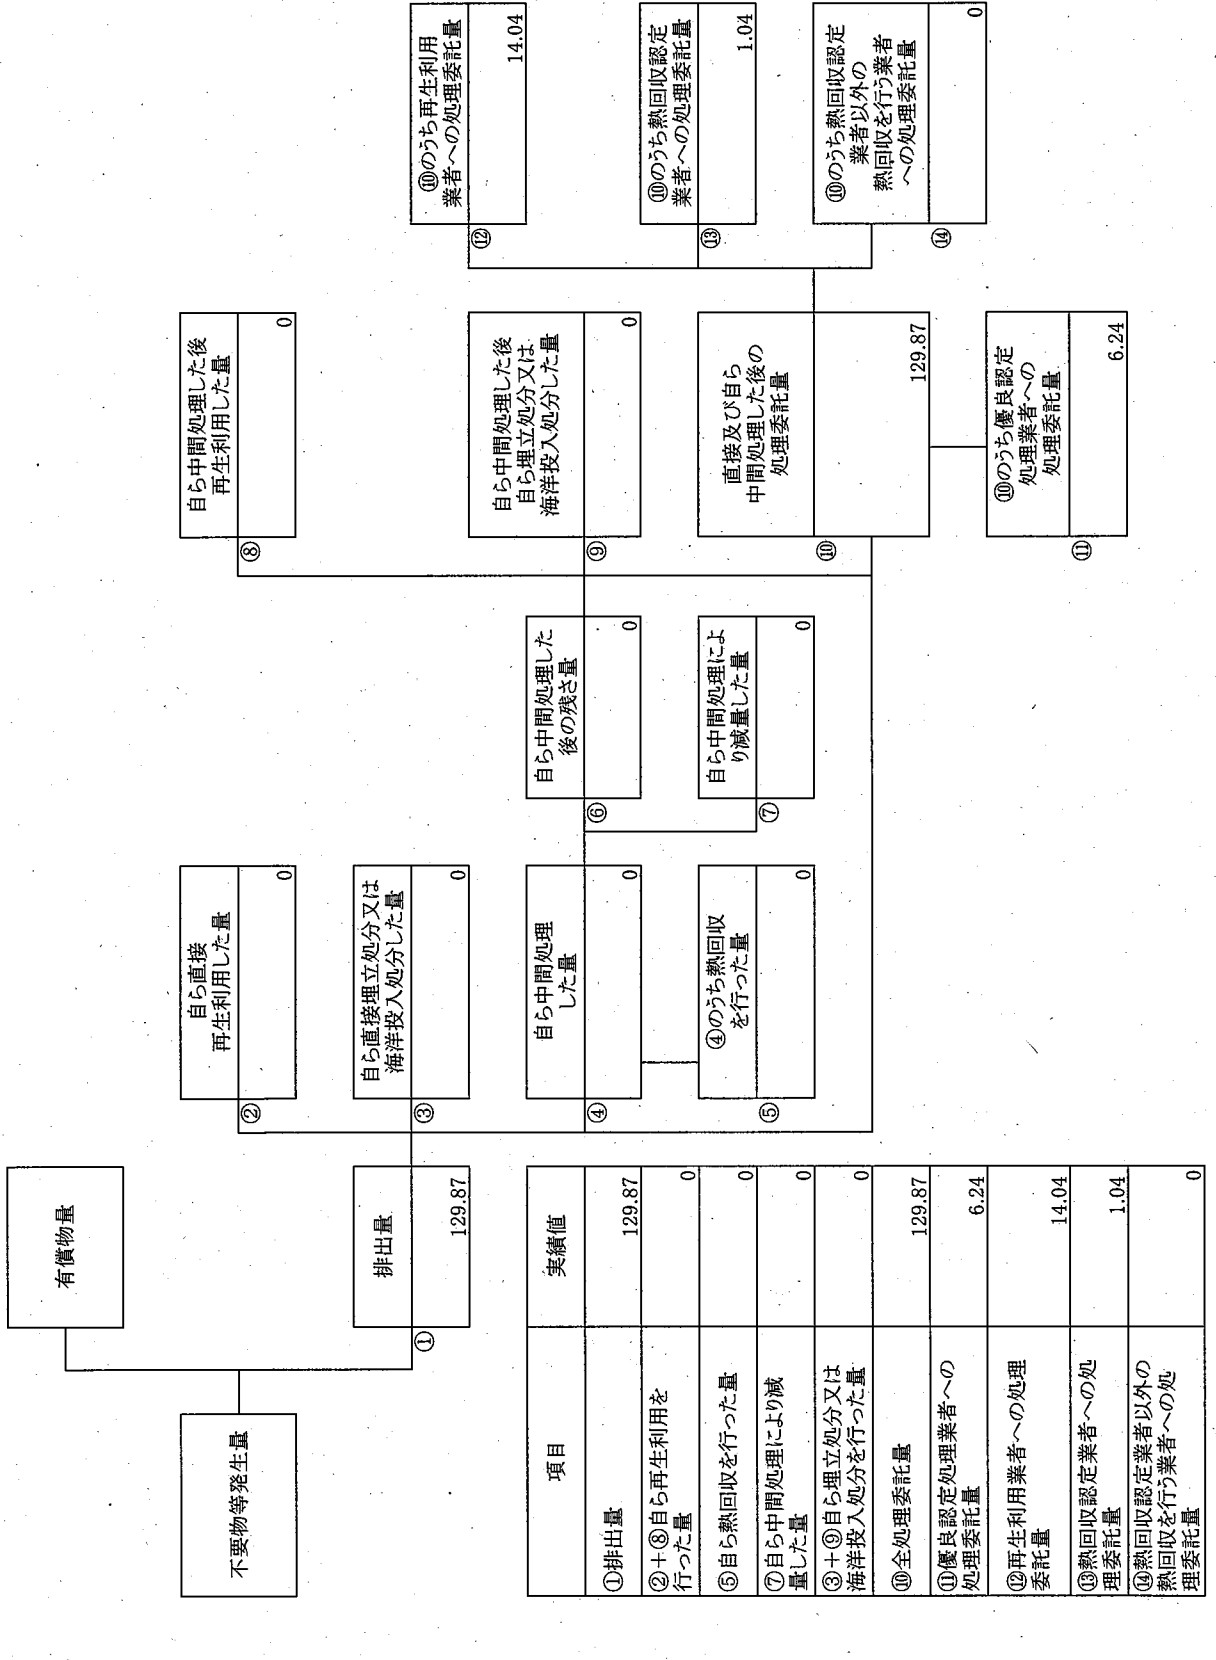 不要物等発生量
有償物量
①
排出量
129.87
②
自ら直接
再生利用した量
0
③
自ら直接埋立処分又は
海洋投入処分した量
0
④
自ら中間処理
した量
0
⑤
④のうち熱回収
を行った量
0
⑥
自ら中間処理した
後の残さ量
0
⑦
自ら中間処理によ
り減量した量
0
⑧
自ら中間処理した後
再生利用した量
0
⑨
自ら中間処理した後
自ら埋立処分又は
海洋投入処分した量
0
⑩
直接及び自ら
中間処理した後の
処理委託量
129.87
⑪
⑩のうち優良認定
処理業者への
処理委託量
6.24
⑫
⑩のうち再生利用
業者への処理委託量
14.04
⑬
⑩のうち熱回収認定
業者への処理委託量
1.04
⑭
⑩のうち熱回収認定
業者以外の
熱回収を行う業者
への処理委託量
0
項目 実績値
①排出量 129.87
②+⑧自ら再生利用を
行った量 0
⑤自ら熱回収を行った量 0
⑦自ら中間処理により減
量した量 0
③+⑨自ら埋立処分又は
海洋投入処分を行った量 0
⑩全処理委託量 129.87
⑪優良認定処理業者への
処理委託量 6.24
⑫再生利用業者への処理
委託量 14.04
⑬熱回収認定業者への処
理委託量 1.04
⑭熱回収認定業者以外の
熱回収を行う業者への処
理委託量 0